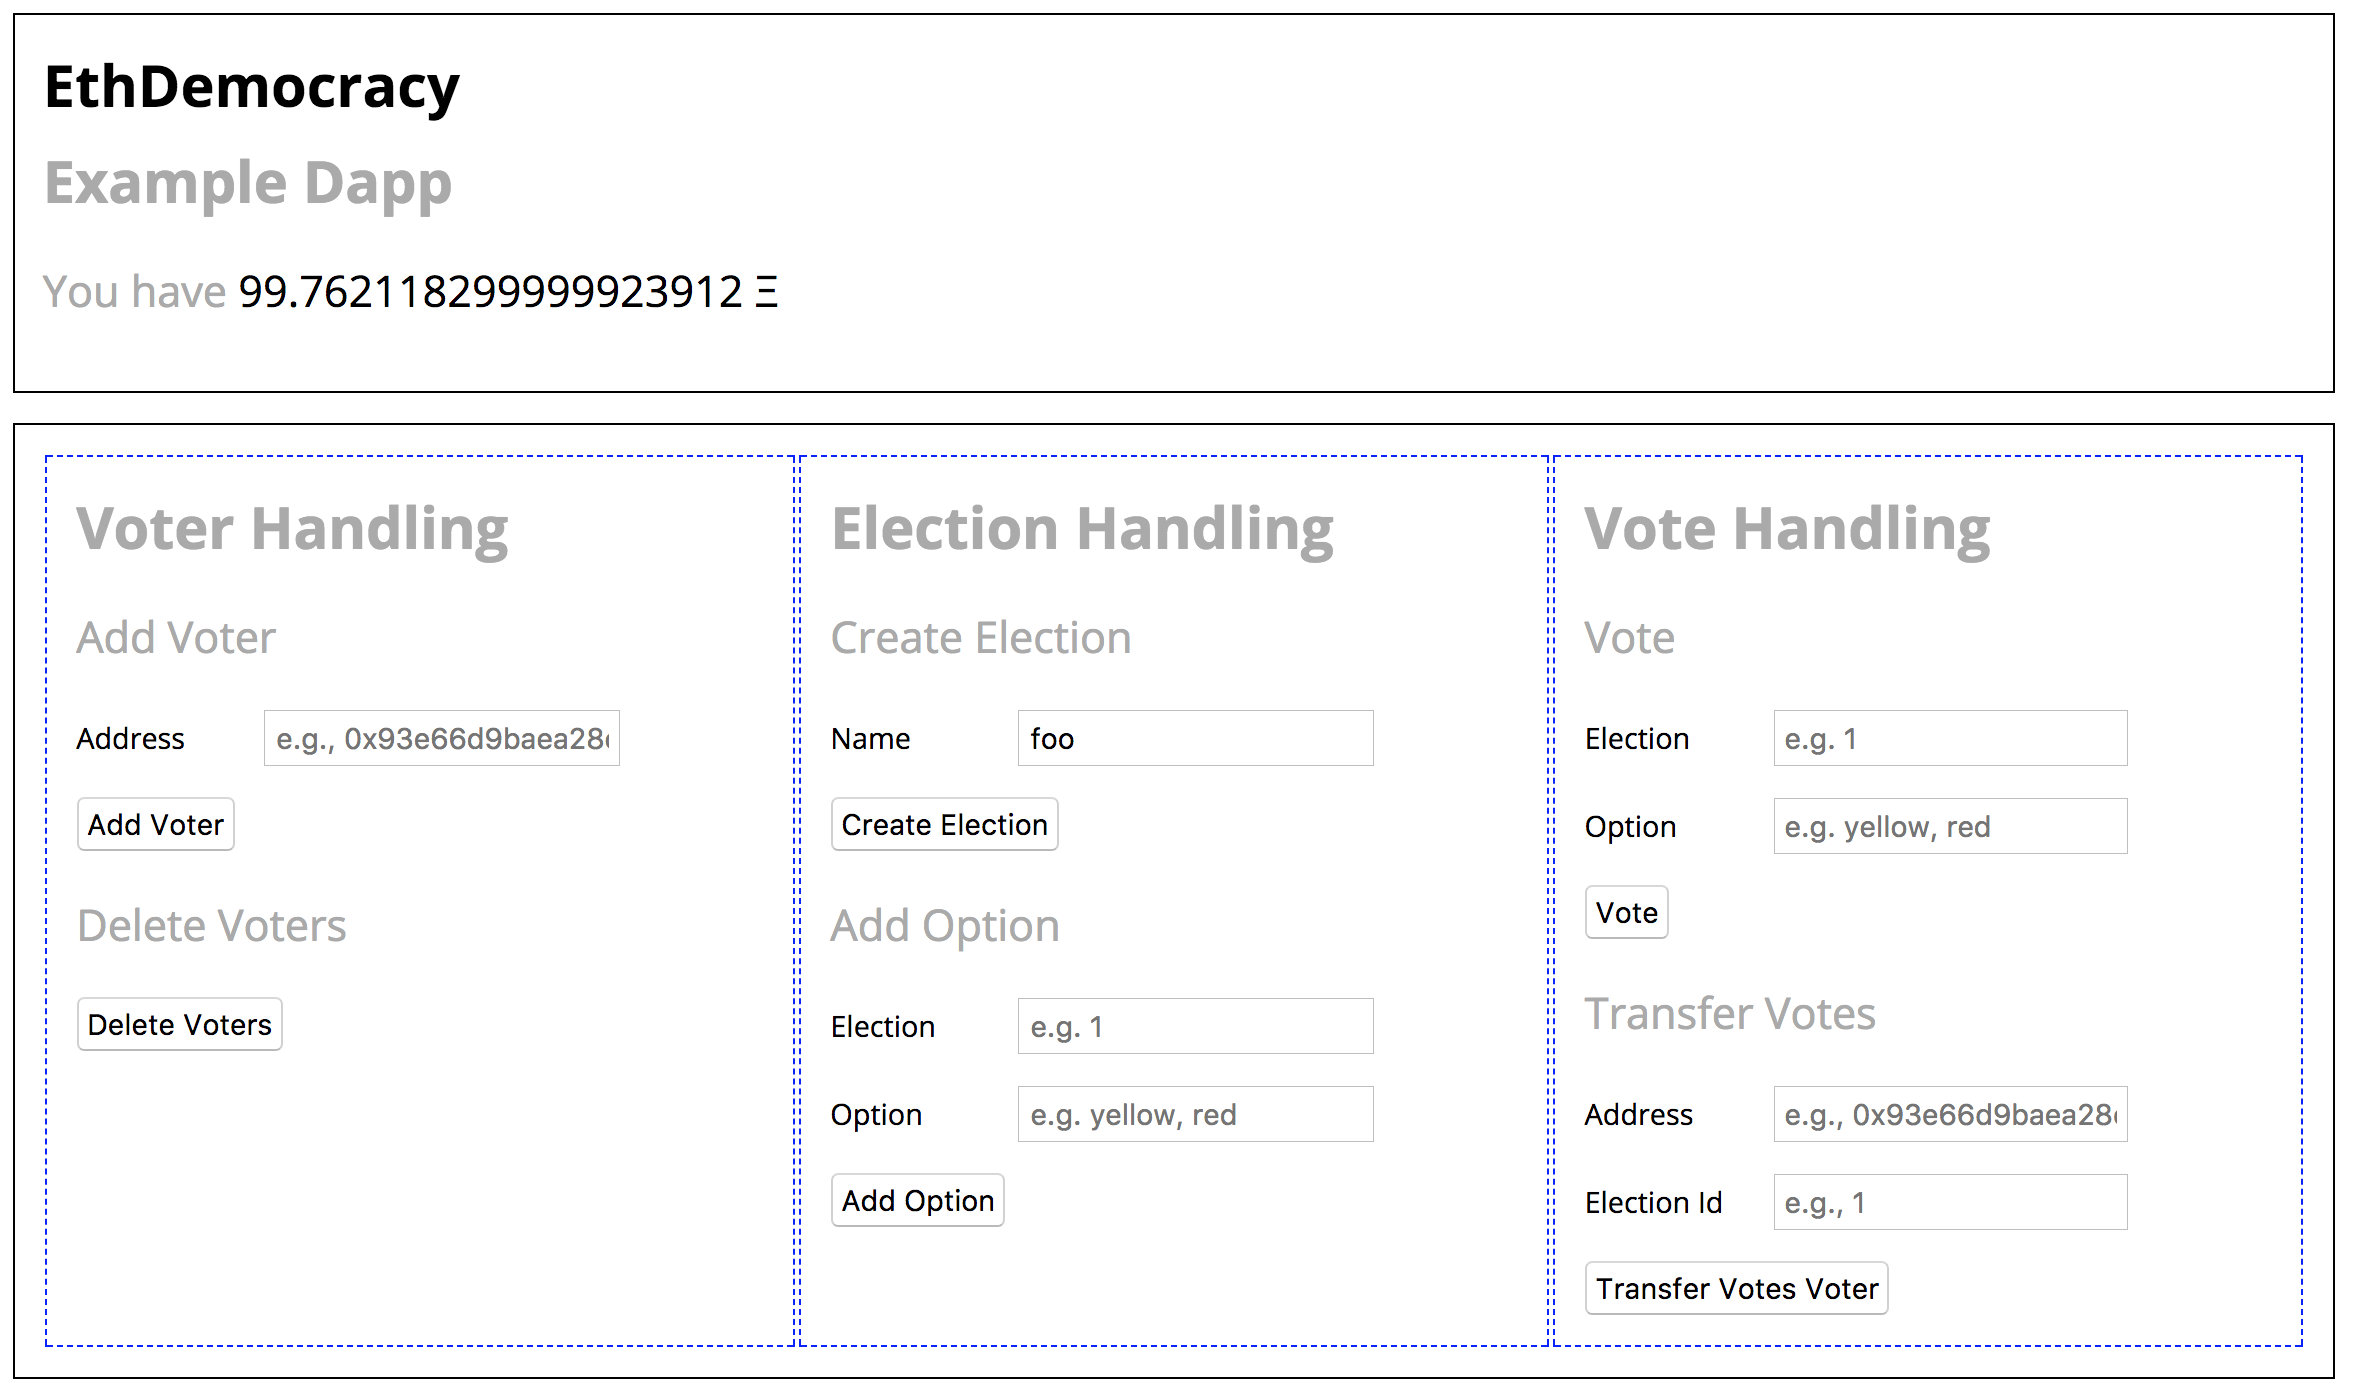 EthDemocracy
Example Dapp
You have 99.762118299999923912 Ξ
Voter Handling
Add Voter
Address e.g., 0x93e66d9baea28
Add Voter
Delete Voters
Delete Voters
Election Handling
Create Election
Name foo
Create Election
Add Option
Election e.g. 1
Option e.g. yellow, red
Add Option
Vote Handling
Vote
Election e.g. 1
Option e.g. yellow, red
Vote
Transfer Votes
Address e.g., 0x93e66d9baea28
Election Id e.g., 1
Transfer Votes Voter